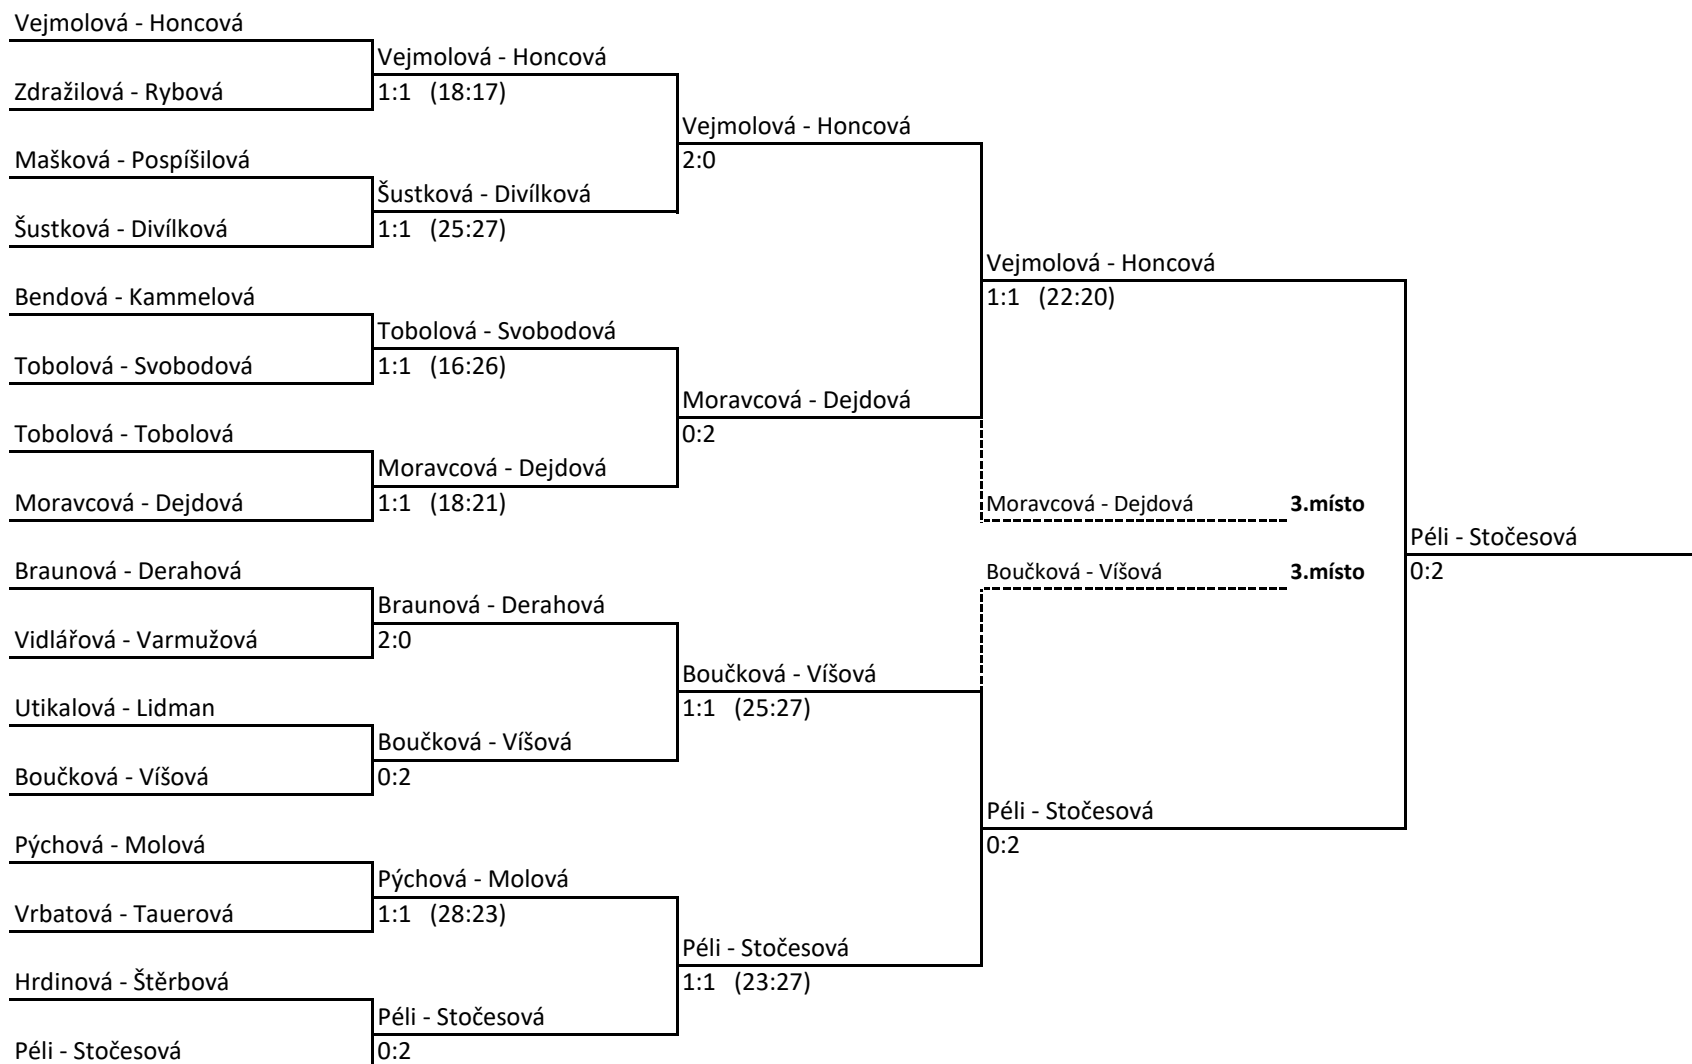 Vejmolová - Honcová
Vejmolová - Honcová
Zdražilová - Rybová
1:1 (18:17)
Vejmolová - Honcová
Mašková - Pospíšilová
2:0
Šustková - Divílková
Šustková - Divílková
1:1 (25:27)
Vejmolová - Honcová
Bendová - Kammelová
1:1 (22:20)
Tobolová - Svobodová
Tobolová - Svobodová
1:1 (16:26)
Moravcová - Dejdová
Tobolová - Tobolová
0:2
Moravcová - Dejdová
Moravcová - Dejdová
1:1 (18:21)
Moravcová - Dejdová 3.místo
Péli - Stočesová
Braunová - Derahová
Boučková - Víšová 3.místo
0:2
Braunová - Derahová
Vidlářová - Varmužová
2:0
Boučková - Víšová
Utikalová - Lidman
1:1 (25:27)
Boučková - Víšová
Boučková - Víšová
0:2
Péli - Stočesová
Pýchová - Molová
0:2
Pýchová - Molová
Vrbatová - Tauerová
1:1 (28:23)
Péli - Stočesová
Hrdinová - Štěrbová
1:1 (23:27)
Péli - Stočesová
Péli - Stočesová
0:2